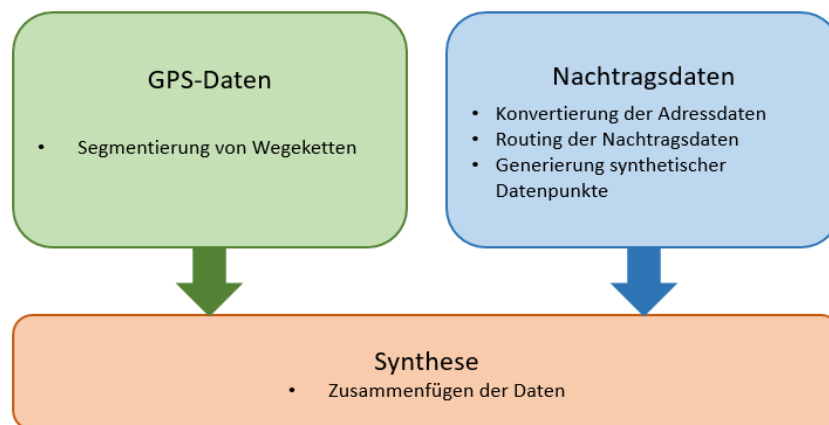 GPS-Daten
• Segmentierung von Wegeketten
Nachtragsdaten
• Konvertierung der Adressdaten
• Routing der Nachtragsdaten
• Generierung synthetischer
Datenpunkte
Synthese
• Zusammenfügen der Daten